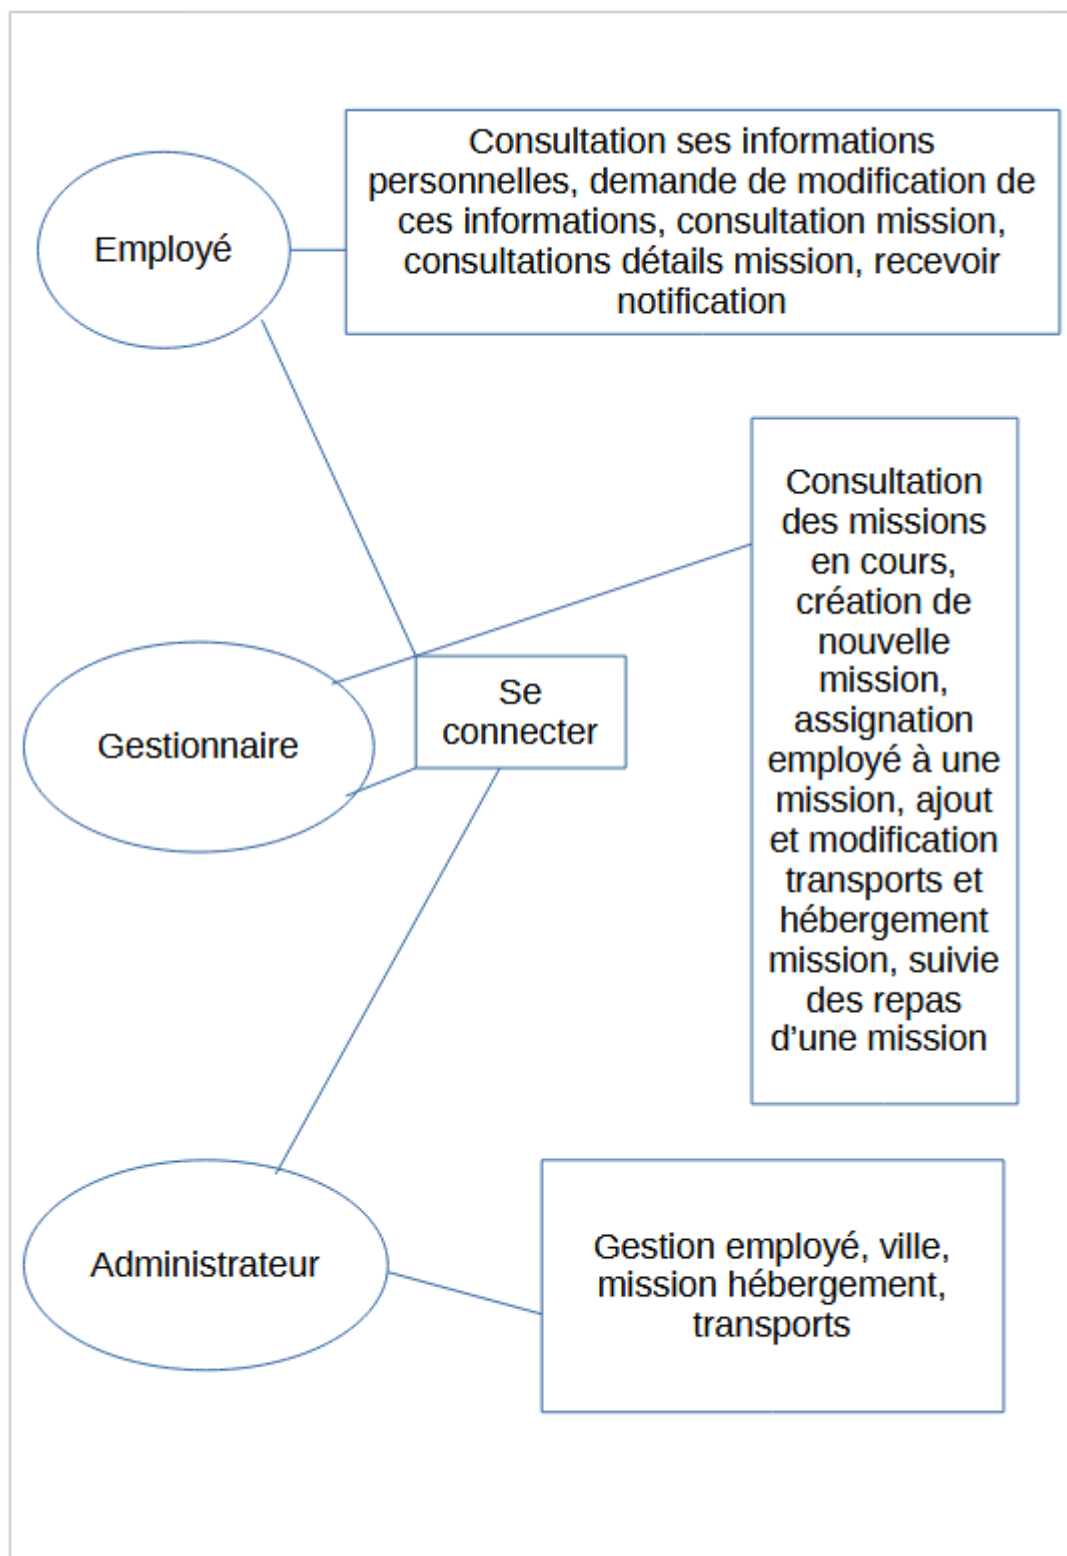 Consultation ses informations
personnelles, demande de modification de
ces informations, consultation mission,
consultations détails mission, recevoir
notification
Employé
Consultation
des missions
en cours,
création de
nouvelle
mission,
assignation
employé à une
mission, ajout
et modification
transports et
hébergement
mission, suivie
des repas
d’une mission
Se
connecter
Gestionnaire
Administrateur
Gestion employé, ville,
mission hébergement,
transports